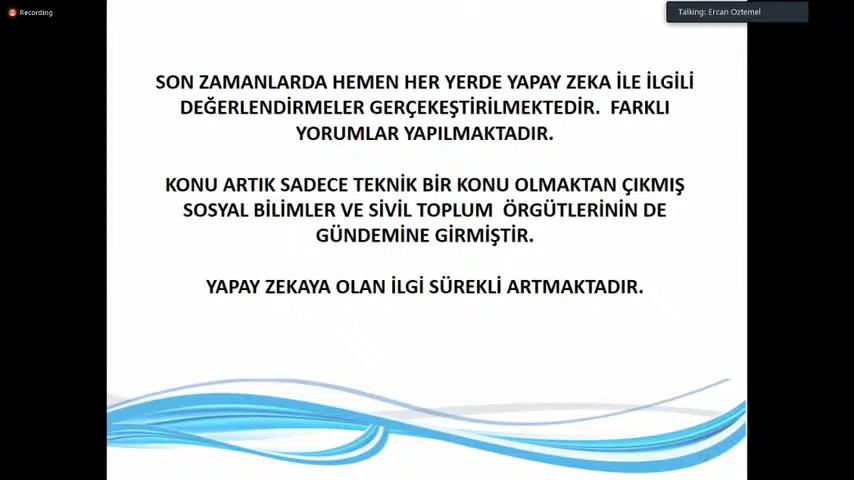 Recording
Talking: Ercan Oztemel
SON ZAMANLARDA HEMEN HER YERDE YAPAY ZEKA İLE İLGİLİ
DEĞERLENDİRMELER GERÇEKEŞTİRİLMEKTEDİR. FARKLI
YORUMLAR YAPILMAKTADIR.
KONU ARTIK SADECE TEKNİK BİR KONU OLMAKTAN ÇIKMIŞ
SOSYAL BİLİMLER VE SİVİL TOPLUM ÖRGÜTLERİNİN DE
GÜNDEMİNE GİRMİŞTİR.
YAPAY ZEKAYA OLAN İLGİ SÜREKLİ ARTMAKTADIR.